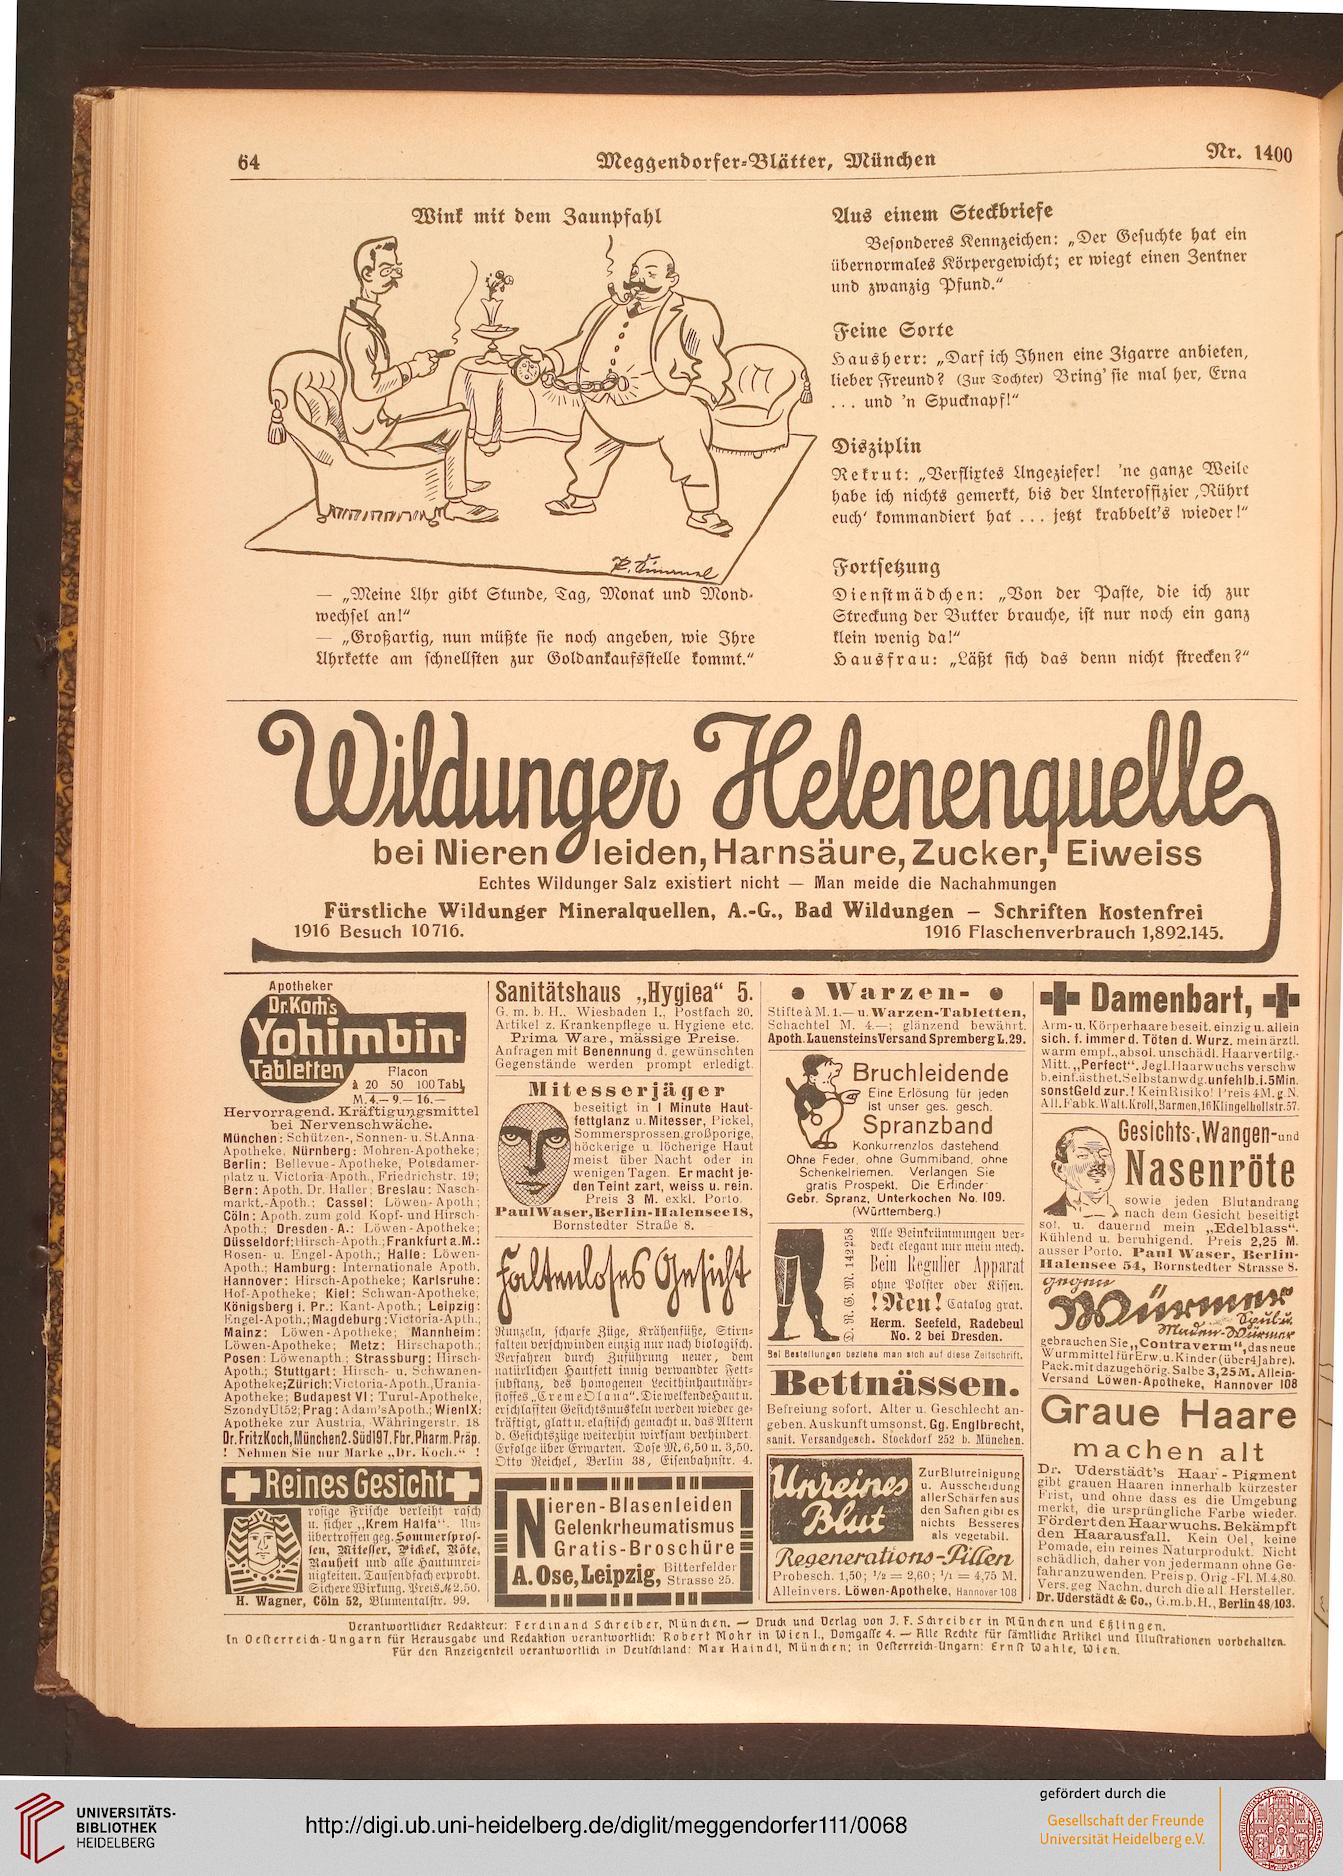 64
Meggendorfer-Blätter, München
Nr. 1400
Wink mit dem Zaunpfahl
— „Meine Uhr gibt Stunde, Tag, Monat und Mond-
wechsel an!“
— „Großartig, nun müßte sie noch angeben, wie Ihre
Uhrkette am schnellsten zur Goldankaufsstelle kommt.“
Aus einem Steckbriefe
Besonderes Kennzeichen: „Der Gesuchte hat ein
übernormales Körpergewicht; er wiegt einen Zentner
und zwanzig Pfund.“
Feine Sorte
Hausherr: „Darf ich Ihnen eine Zigarre anbieten,
lieber Freund? (Zur Tochter) Bring' sie mal her, Erna
... und 'n Spucknapf!“
Disziplin
Rekrut: „Verflixtes Ungeziefer! 'ne ganze Weile
habe ich nichts gemerkt, bis der Unteroffizier ‚Rührt
euch‘ kommandiert hat ... jetzt krabbelt's wieder!“
Fortsetzung
Dienstmädchen: „Von der Paste, die ich zur
Streckung der Butter brauche, ist nur noch ein ganz
klein wenig da!“
Hausfrau: „Läßt sich das denn nicht strecken?“
Wildunger Helenenquelle
bei Nierenleiden, Harnsäure, Zucker, Eiweiss
Echtes Wildunger Salz existiert nicht — Man meide die Nachahmungen
Fürstliche Wildunger Mineralquellen, A.-G., Bad Wildungen — Schriften kostenfrei
1916 Besuch 10716. 1916 Flaschenverbrauch 1,892.145.
Apotheker
Dr. Koch's
Yohimbin-
Tabletten
Flacon
à 20 50 100 Tabl.
M. 4.— 9.— 16.—
Hervorragend. Kräftigungsmittel
bei Nervenschwäche.
München: Schützen-, Sonnen- u. St. Anna-
Apotheke. Nürnberg: Mohren-Apotheke;
Berlin: Bellevue-Apotheke, Potsdamer-
platz u. Victoria-Apoth., Friedrichstr. 19;
Bern: Apoth. Dr. Haller; Breslau: Nasch-
markt.-Apoth.; Cassel: Löwen-Apoth.;
Cöln: Apoth. zum gold. Kopf- und Hirsch-
Apoth.; Dresden-A.: Löwen-Apotheke;
Düsseldorf: Hirsch-Apoth.; Frankfurt a. M.:
Rosen- u. Engel-Apoth.; Halle: Löwen-
Apoth.; Hamburg: Internationale Apoth.
Hannover: Hirsch-Apotheke; Karlsruhe:
Hof-Apotheke; Kiel: Schwan-Apotheke,
Königsberg i. Pr.: Kant-Apoth.; Leipzig:
Engel-Apoth.; Magdeburg: Victoria-Apth.;
Mainz: Löwen-Apotheke; Mannheim:
Löwen-Apotheke; Metz: Hirschapoth.;
Posen: Löwenapth.; Strassburg: Hirsch-
Apoth.; Stuttgart: Hirsch- u. Schwanen-
Apotheke; Zürich: Victoria-Apoth., Urania-
Apotheke; Budapest VI: Turul-Apotheke,
Szondy Ut 52; Prag: Adam's Apoth.; Wien IX:
Apotheke zur Austria, Währingerstr. 18
Dr. Fritz Koch, München 2. Süd 197. Fbr. Pharm. Präp.
! Nehmen Sie nur Marke „Dr. Koch.“ !
Reines Gesicht
rosige Frische verleiht rasch
u. sicher „Krem Halfa“. Un-
übertroffen geg. Sommerspros-
sen, Mitesser, Pickel, Röte,
Rauheit und alle Hautunrei-
nigkeiten. Tausendfach erprobt.
Sichere Wirkung. Preis M 2.50.
H. Wagner, Cöln 52, Blumentalstr. 99.
Sanitätshaus „Hygiea“ 5.
G. m. b. H.. Wiesbaden I., Postfach 20.
Artikel z. Krankenpflege u. Hygiene etc.
Prima Ware, mässige Preise.
Anfragen mit Benennung d. gewünschten
Gegenstände werden prompt erledigt.
Mitesserjäger
beseitigt in 1 Minute Haut-
fettglanz u. Mitesser, Pickel,
Sommersprossen, großporige,
höckerige u. löcherige Haut
meist über Nacht oder in
wenigen Tagen. Er macht je-
den Teint zart, weiss u. rein.
Preis 3 M. exkl. Porto.
Paul Waser, Berlin-Halensee 18,
Bornstedter Straße 8.
Faltenloses Gesicht
Runzeln, scharfe Züge, Krähenfüße, Stirn-
falten verschwinden einzig nur nach biologisch.
Verfahren durch Zuführung neuer, dem
natürlichen Hautfett innig verwandter Fett-
substanz, des homogenen Lecithinhautnähr-
stoffes „Creme Olana“. Die welkende Haut u.
erschlafften Gesichtsmuskeln werden wieder ge-
kräftigt, glatt u. elastisch gemacht u. das Altern
d. Gesichtszüge weiterhin wirksam verhindert.
Erfolge über Erwarten. Dose M. 6,50 u. 3,50.
Otto Reichel, Berlin 38, Eisenbahnstr. 4.
Nieren-Blasenleiden
Gelenkrheumatismus
Gratis-Broschüre
A. Ose, Leipzig, Bitterfelder
Strasse 25.
Warzen-
Stifte à M. 1.— u. Warzen-Tabletten,
Schachtel M. 4.—; glänzend bewährt.
Apoth. Lauensteins Versand Spremberg L. 29.
Bruchleidende
Eine Erlösung für jeden
ist unser ges. gesch.
Spranzband
Konkurrenzlos dastehend.
Ohne Feder, ohne Gummiband, ohne
Schenkelriemen. Verlangen Sie
gratis Prospekt. Die Erfinder
Gebr. Spranz, Unterkochen No. 109.
(Württemberg.)
D. R. G. M. 142 258
Alle Beinkrümmungen ver-
deckt elegant nur mein mech.
Bein Regulier Apparat
ohne Polster oder Kissen.
! Neu! Catalog grat.
Herm. Seefeld, Radebeul
No. 2 bei Dresden.
Bei Bestellungen beziehe man sich auf diese Zeitschrift.
Bettnässen.
Befreiung sofort. Alter u. Geschlecht an-
geben. Auskunft umsonst. Gg. Englbrecht,
sanit. Versandgesch. Stockdorf 252 b. München.
Unreines
Blut
Zur Blutreinigung
u. Ausscheidung
aller Schärfen aus
den Säften gibt es
nichts Besseres
als vegetabil.
Regenerations-Pillen
Probesch. 1,50; ½ = 2,60; 1/1 = 4,75 M.
Alleinvers. Löwen-Apotheke, Hannover 108
Damenbart,
Arm- u. Körperhaare beseit. einzig u. allein
sich. f. immer d. Töten d. Wurz. mein ärztl.
warm empf., absol. unschädl. Haarvertilg.-
Mitt. „Perfect“. Jegl. Haarwuchs verschw
b. einf. ästhet. Selbstanwdg. unfehlb. i. 5 Min.
sonst Geld zur.! Kein Risiko! Preis 4 M. g. N.
All. Fabk. Walt. Kroll, Barmen, 16 Klingelhollstr. 57.
Gesichts-, Wangen- und
Nasenröte
sowie jeden Blutandrang
nach dem Gesicht beseitigt
sof. u. dauernd mein „Edelblass“.
Kühlend u. beruhigend. Preis 2,25 M.
ausser Porto. Paul Waser, Berlin-
Halensee 54, Bornstedter Strasse 8.
gegen
Würmer
Spul- u.
Maden-Würmer
gebrauchen Sie „Contraverm“, das neue
Wurmmittel für Erw. u. Kinder (über 4 Jahre).
Pack. mit dazugehörig. Salbe 3,25 M. Allein-
Versand Löwen-Apotheke, Hannover 108
Graue Haare
machen alt
Dr. Uderstädt's Haar-Pigment
gibt grauen Haaren innerhalb kürzester
Frist, und ohne dass es die Umgebung
merkt, die ursprüngliche Farbe wieder.
Fördert den Haarwuchs. Bekämpft
den Haarausfall. Kein Oel, keine
Pomade, ein reines Naturprodukt. Nicht
schädlich, daher von jedermann ohne Ge-
fahr anzuwenden. Preis p. Orig.-Fl. M. 4,80.
Vers. geg Nachn. durch die all. Hersteller.
Dr. Uderstädt & Co., G. m. b. H., Berlin 48/103.
Verantwortlicher Redakteur: Ferdinand Schreiber, München. — Druck und Verlag von J. F. Schreiber in München und Eßlingen.
In Oesterreich-Ungarn für Herausgabe und Redaktion verantwortlich: Robert Mohr in Wien I., Domgasse 4. — Alle Rechte für sämtliche Artikel und Illustrationen vorbehalten.
Für den Anzeigenteil verantwortlich in Deutschland: Max Haindl, München; in Oesterreich-Ungarn: Ernst Wahle, Wien.
UNIVERSITÄTS-
BIBLIOTHEK
HEIDELBERG
http://digi.ub.uni-heidelberg.de/diglit/meggendorfer111/0068
gefördert durch die
Gesellschaft der Freunde
Universität Heidelberg e.V.